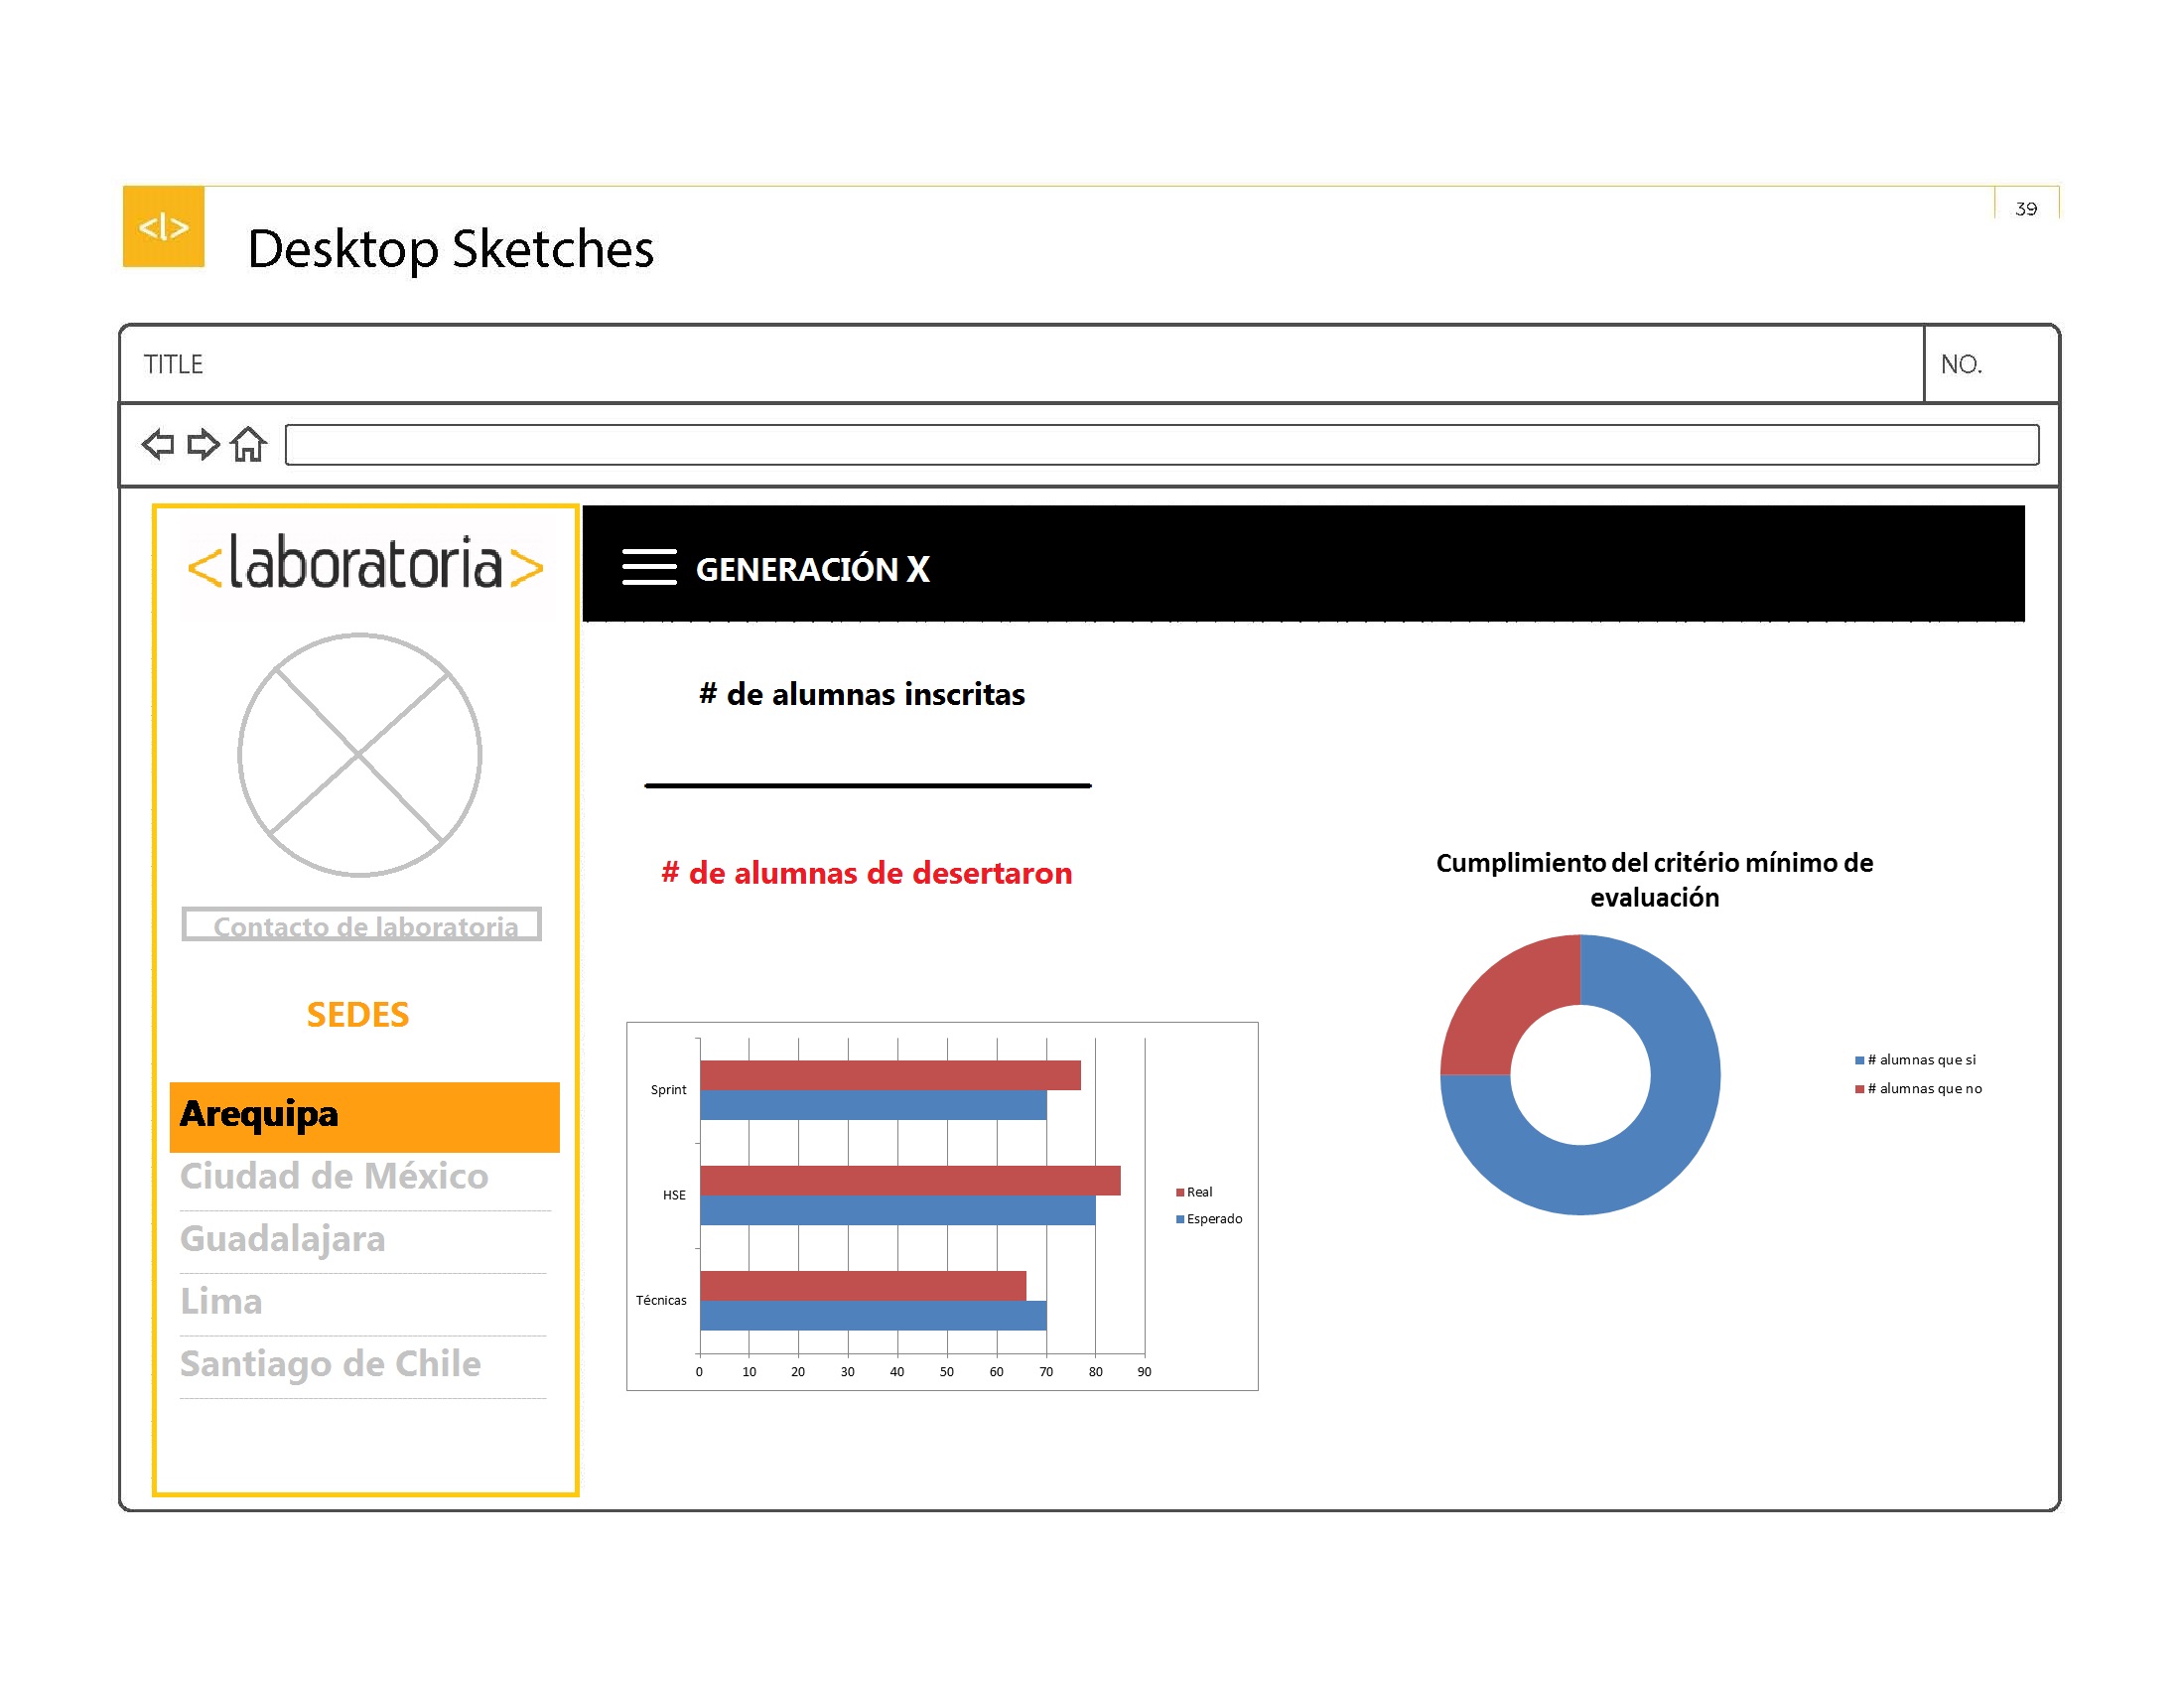 <l>
Desktop Sketches
39
TITLE
NO.
<laboratoria>
Contacto de laboratoria
SEDES
Arequipa
Ciudad de México
Guadalajara
Lima
Santiago de Chile
GENERACIÓN X
# de alumnas inscritas
# de alumnas de desertaron
Sprint
HSE
Técnicas
0 10 20 30 40 50 60 70 80 90
Real
Esperado
Cumplimiento del critério mínimo de
evaluación
# alumnas que si
# alumnas que no